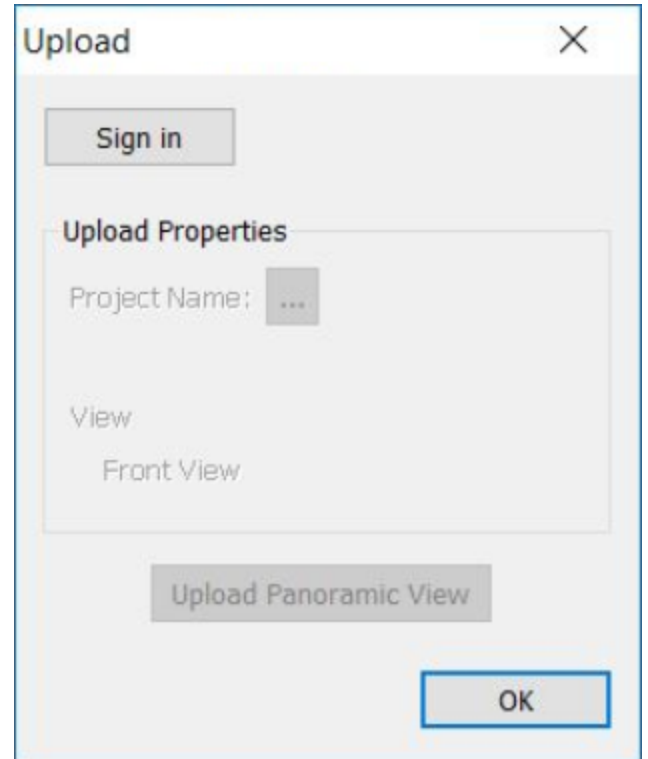 Upload
Sign in
Upload Properties
Project Name: ...
View
Front View
Upload Panoramic View
OK